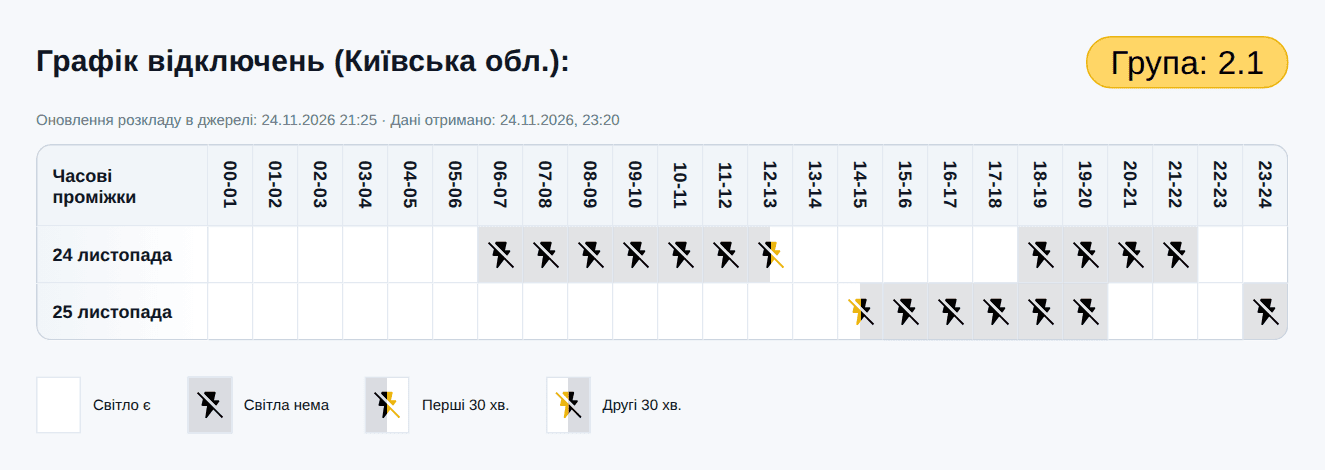 Графік відключень (Київська обл.):
Група: 2.1
Оновлення розкладу в джерелі: 24.11.2026 21:25 · Дані отримано: 24.11.2026, 23:20
Часові
проміжки
00-01
01-02
02-03
03-04
04-05
05-06
06-07
07-08
08-09
09-10
10-11
11-12
12-13
13-14
14-15
15-16
16-17
17-18
18-19
19-20
20-21
21-22
22-23
23-24
24 листопада
25 листопада
Світло є
Світла нема
Перші 30 хв.
Другі 30 хв.